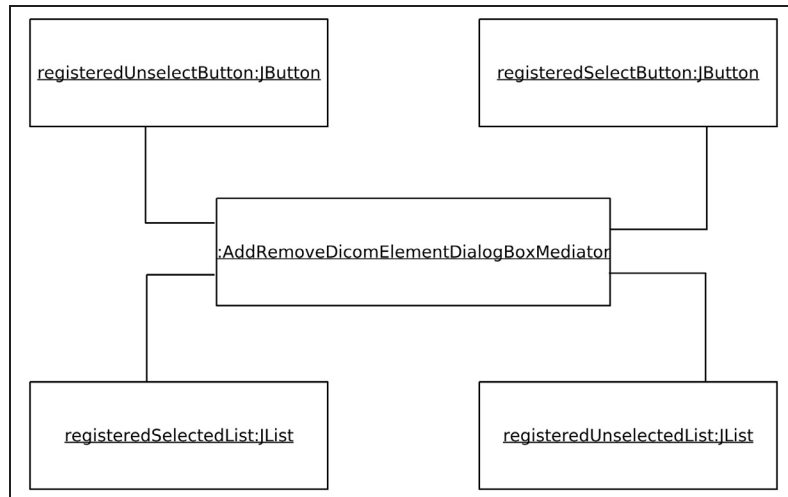 registeredUnselectButton:JButton
registeredSelectButton:JButton
:AddRemoveDicomElementDialogBoxMediator
registeredSelectedList:JList
registeredUnselectedList:JList